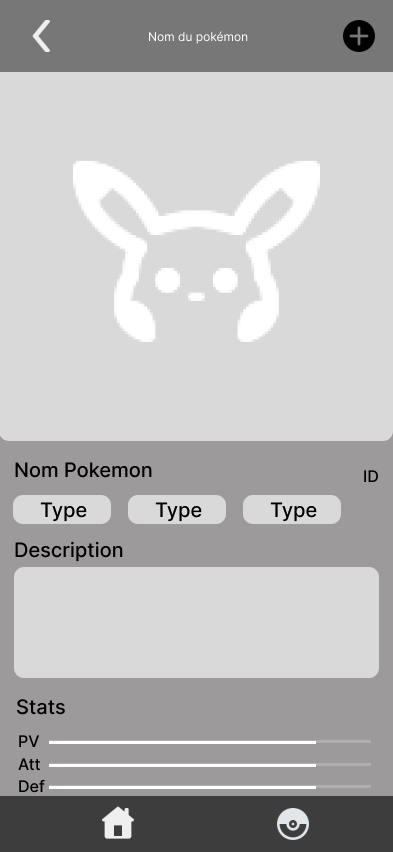 Nom du pokémon
Nom Pokemon
ID
Type Type Type
Description
Stats
PV
Att
Def